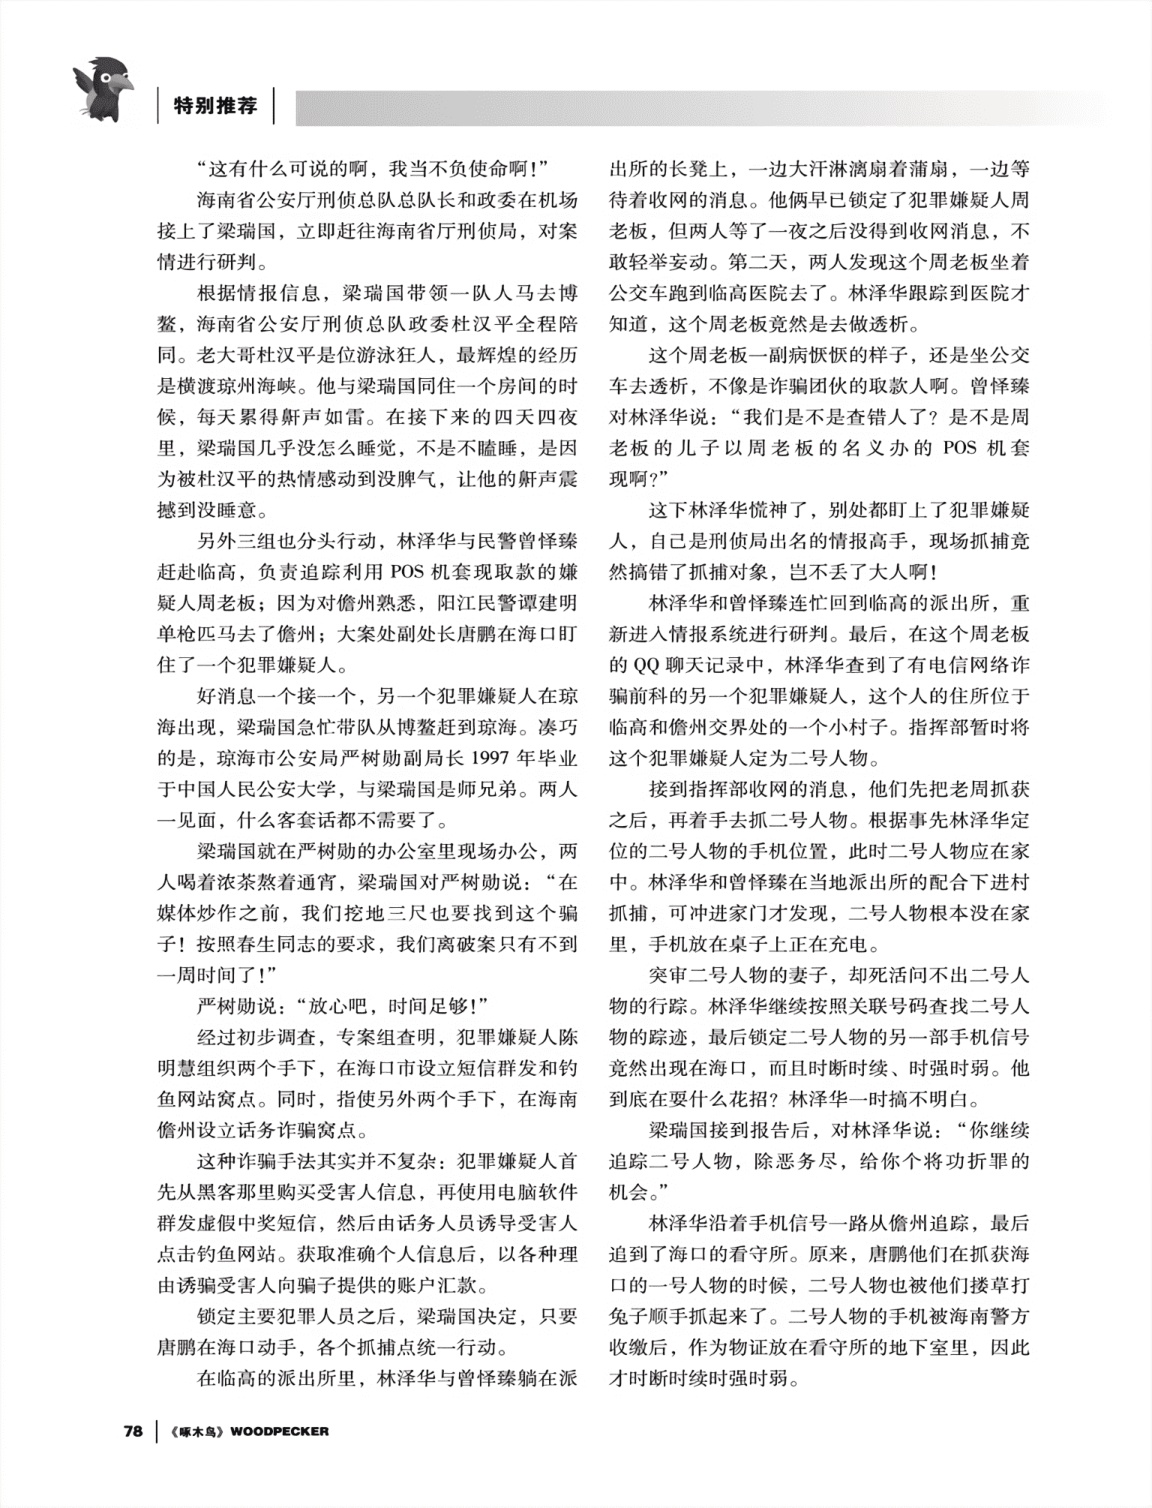 特别推荐
“这有什么可说的啊，我当不负使命啊！”
海南省公安厅刑侦总队总队长和政委在机场
接上了梁瑞国，立即赶往海南省厅刑侦局，对案
情进行研判。
根据情报信息，梁瑞国带领一队人马去博
鳌，海南省公安厅刑侦总队政委杜汉平全程陪
同。老大哥杜汉平是位游泳狂人，最辉煌的经历
是横渡琼州海峡。他与梁瑞国同住一个房间的时
候，每天累得鼾声如雷。在接下来的四天四夜
里，梁瑞国几乎没怎么睡觉，不是不瞌睡，是因
为被杜汉平的热情感动到没脾气，让他的鼾声震
撼到没睡意。
另外三组也分头行动，林泽华与民警曾怿臻
赶赴临高，负责追踪利用 POS 机套现取款的嫌
疑人周老板；因为对儋州熟悉，阳江民警谭建明
单枪匹马去了儋州；大案处副处长唐鹏在海口盯
住了一个犯罪嫌疑人。
好消息一个接一个，另一个犯罪嫌疑人在琼
海出现，梁瑞国急忙带队从博鳌赶到琼海。凑巧
的是，琼海市公安局严树勋副局长 1997 年毕业
于中国人民公安大学，与梁瑞国是师兄弟。两人
一见面，什么客套话都不需要了。
梁瑞国就在严树勋的办公室里现场办公，两
人喝着浓茶熬着通宵，梁瑞国对严树勋说：“在
媒体炒作之前，我们挖地三尺也要找到这个骗
子！按照春生同志的要求，我们离破案只有不到
一周时间了！”
严树勋说：“放心吧，时间足够！”
经过初步调查，专案组查明，犯罪嫌疑人陈
明慧组织两个手下，在海口市设立短信群发和钓
鱼网站窝点。同时，指使另外两个手下，在海南
儋州设立话务诈骗窝点。
这种诈骗手法其实并不复杂：犯罪嫌疑人首
先从黑客那里购买受害人信息，再使用电脑软件
群发虚假中奖短信，然后由话务人员诱导受害人
点击钓鱼网站。获取准确个人信息后，以各种理
由诱骗受害人向骗子提供的账户汇款。
锁定主要犯罪人员之后，梁瑞国决定，只要
唐鹏在海口动手，各个抓捕点统一行动。
在临高的派出所里，林泽华与曾怿臻躺在派
出所的长凳上，一边大汗淋漓扇着蒲扇，一边等
待着收网的消息。他俩早已锁定了犯罪嫌疑人周
老板，但两人等了一夜之后没得到收网消息，不
敢轻举妄动。第二天，两人发现这个周老板坐着
公交车跑到临高医院去了。林泽华跟踪到医院才
知道，这个周老板竟然是去做透析。
这个周老板一副病恹恹的样子，还是坐公交
车去透析，不像是诈骗团伙的取款人啊。曾怿臻
对林泽华说：“我们是不是查错人了？是不是周
老板的儿子以周老板的名义办的 POS 机套
现啊？”
这下林泽华慌神了，别处都盯上了犯罪嫌疑
人，自己是刑侦局出名的情报高手，现场抓捕竟
然搞错了抓捕对象，岂不丢了大人啊！
林泽华和曾怿臻连忙回到临高的派出所，重
新进入情报系统进行研判。最后，在这个周老板
的 QQ 聊天记录中，林泽华查到了有电信网络诈
骗前科的另一个犯罪嫌疑人，这个人的住所位于
临高和儋州交界处的一个小村子。指挥部暂时将
这个犯罪嫌疑人定为二号人物。
接到指挥部收网的消息，他们先把老周抓获
之后，再着手去抓二号人物。根据事先林泽华定
位的二号人物的手机位置，此时二号人物应在家
中。林泽华和曾怿臻在当地派出所的配合下进村
抓捕，可冲进家门才发现，二号人物根本没在家
里，手机放在桌子上正在充电。
突审二号人物的妻子，却死活问不出二号人
物的行踪。林泽华继续按照关联号码查找二号人
物的踪迹，最后锁定二号人物的另一部手机信号
竟然出现在海口，而且时断时续、时强时弱。他
到底在耍什么花招？林泽华一时搞不明白。
梁瑞国接到报告后，对林泽华说：“你继续
追踪二号人物，除恶务尽，给你个将功折罪的
机会。”
林泽华沿着手机信号一路从儋州追踪，最后
追到了海口的看守所。原来，唐鹏他们在抓获海
口的一号人物的时候，二号人物也被他们搂草打
兔子顺手抓起来了。二号人物的手机被海南警方
收缴后，作为物证放在看守所的地下室里，因此
才时断时续时强时弱。
78 《啄木鸟》WOODPECKER